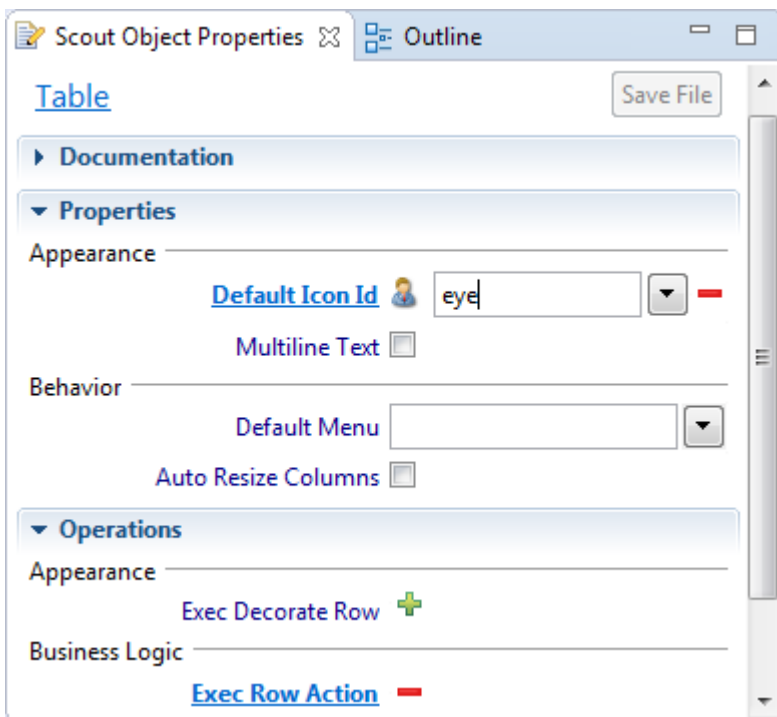 Scout Object Properties Outline
Table Save File
Documentation
Properties
Appearance
Default Icon Id eye
Multiline Text
Behavior
Default Menu
Auto Resize Columns
Operations
Appearance
Exec Decorate Row
Business Logic
Exec Row Action